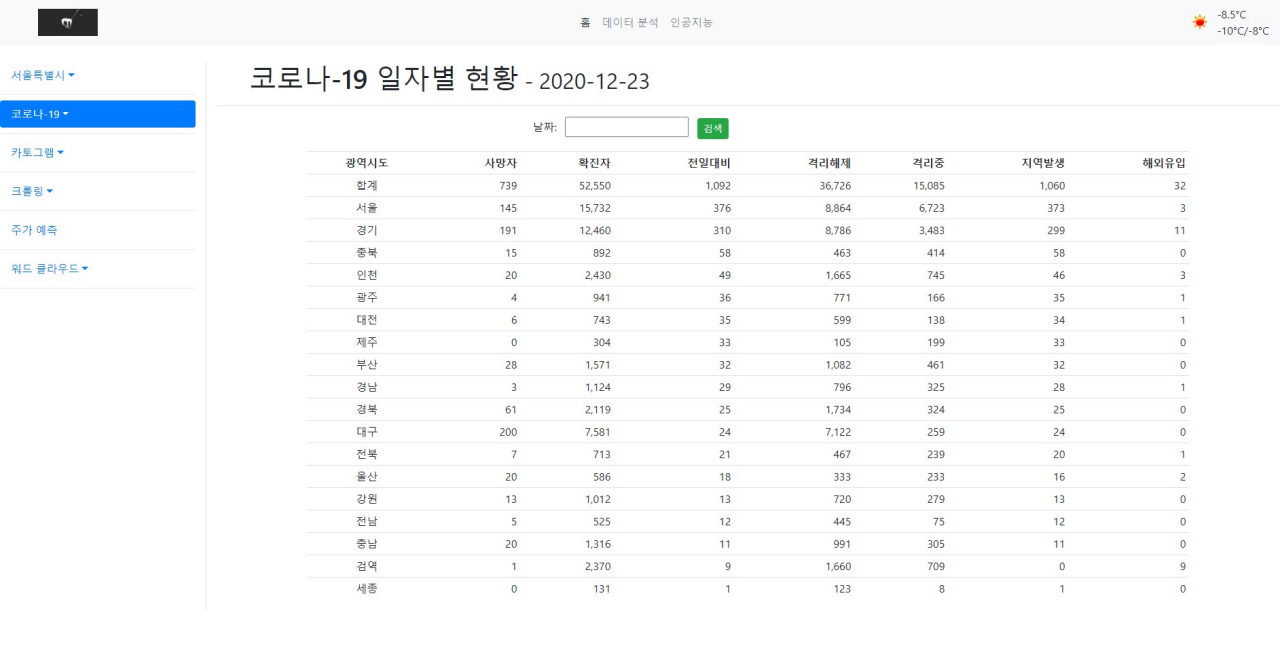 홈 데이터 분석 인공지능
-8.5°C
-10°C/-8°C
서울특별시
코로나-19
카토그램
크롤링
주가 예측
워드 클라우드
코로나-19 일자별 현황 - 2020-12-23
날짜: 검색
광역시도 사망자 확진자 전일대비 격리해제 격리중 지역발생 해외유입
합계 739 52,550 1,092 36,726 15,085 1,060 32
서울 145 15,732 376 8,864 6,723 373 3
경기 191 12,460 310 8,786 3,483 299 11
충북 15 892 58 463 414 58 0
인천 20 2,430 49 1,665 745 46 3
광주 4 941 36 771 166 35 1
대전 6 743 35 599 138 34 1
제주 0 304 33 105 199 33 0
부산 28 1,571 32 1,082 461 32 0
경남 3 1,124 29 796 325 28 1
경북 61 2,119 25 1,734 324 25 0
대구 200 7,581 24 7,122 259 24 0
전북 7 713 21 467 239 20 1
울산 20 586 18 333 233 16 2
강원 13 1,012 13 720 279 13 0
전남 5 525 12 445 75 12 0
충남 20 1,316 11 991 305 11 0
검역 1 2,370 9 1,660 709 0 9
세종 0 131 1 123 8 1 0